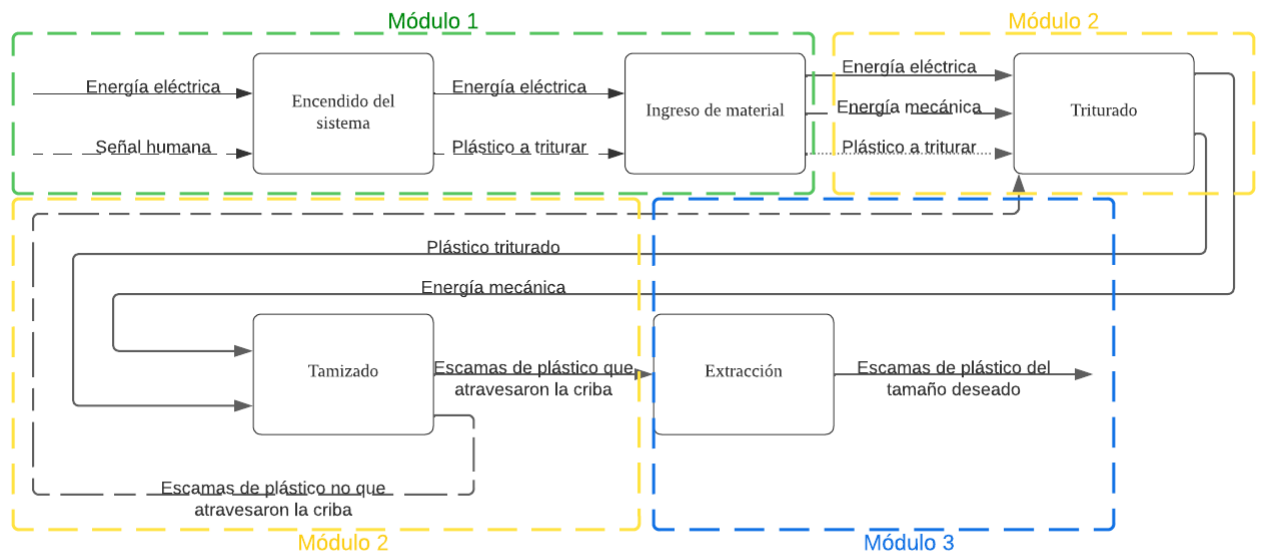 Módulo 1
Módulo 2
Energía eléctrica
Señal humana
Encendido del
sistema
Energía eléctrica
Plástico a triturar
Ingreso de material
Energía eléctrica
Energía mecánica
Plástico a triturar
Triturado
Plástico triturado
Energía mecánica
Tamizado
Escamas de plástico que
atravesaron la criba
Extracción
Escamas de plástico del
tamaño deseado
Escamas de plástico no que
atravesaron la criba
Módulo 2
Módulo 3